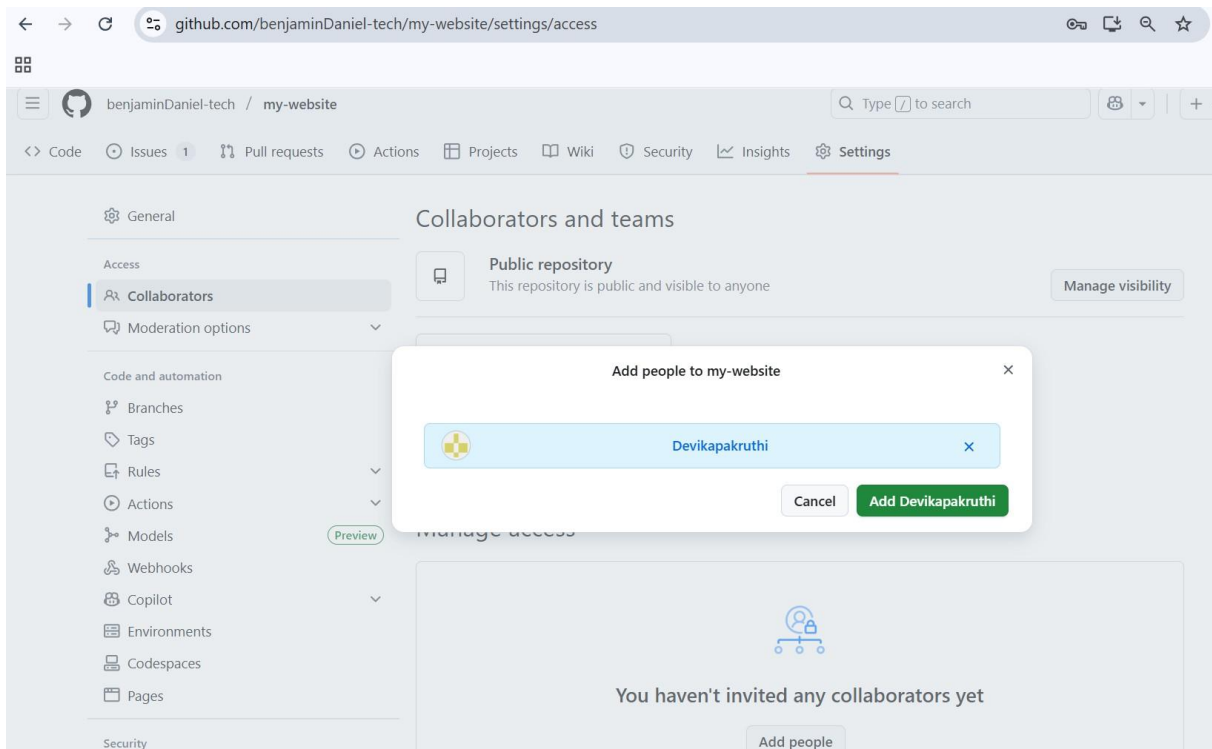 github.com/benjaminDaniel-tech/my-website/settings/access
benjaminDaniel-tech / my-website
Type / to search
Code Issues 1 Pull requests Actions Projects Wiki Security Insights Settings
General
Access
Collaborators
Moderation options
Code and automation
Branches
Tags
Rules
Actions
Models Preview
Webhooks
Copilot
Environments
Codespaces
Pages
Security
Collaborators and teams
Public repository
This repository is public and visible to anyone
Manage visibility
Add people to my-website
Devikapakruthi
Cancel Add Devikapakruthi
Manage access
You haven't invited any collaborators yet
Add people